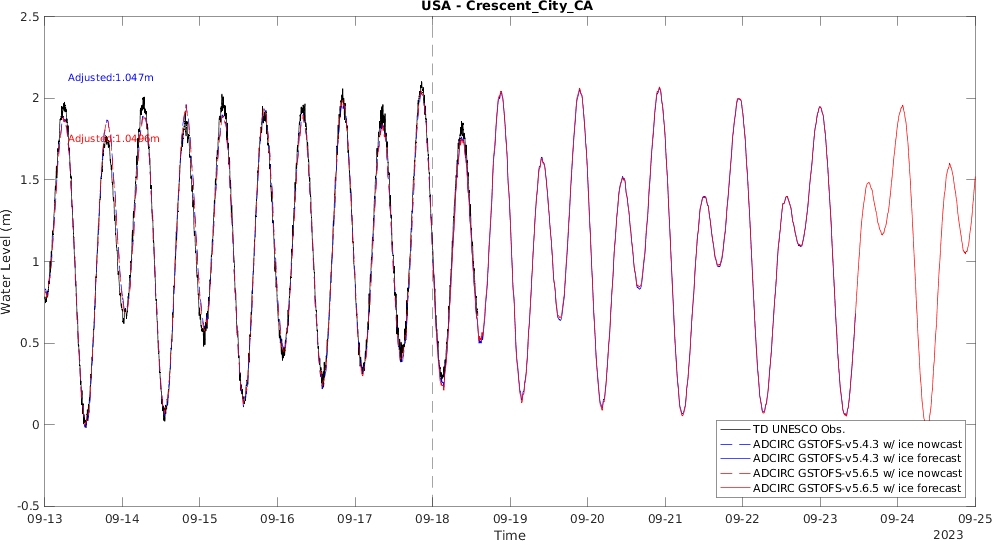 USA - Crescent_City_CA
2.5
2
1.5
1
0.5
0
-0.5
Water Level (m)
Adjusted:1.047m
Adjusted:1.0496m
TD UNESCO Obs.
ADCIRC GSTOFS-v5.4.3 w/ ice nowcast
ADCIRC GSTOFS-v5.4.3 w/ ice forecast
ADCIRC GSTOFS-v5.6.5 w/ ice nowcast
ADCIRC GSTOFS-v5.6.5 w/ ice forecast
09-13 09-14 09-15 09-16 09-17 09-18 09-19 09-20 09-21 09-22 09-23 09-24 09-25
Time
2023